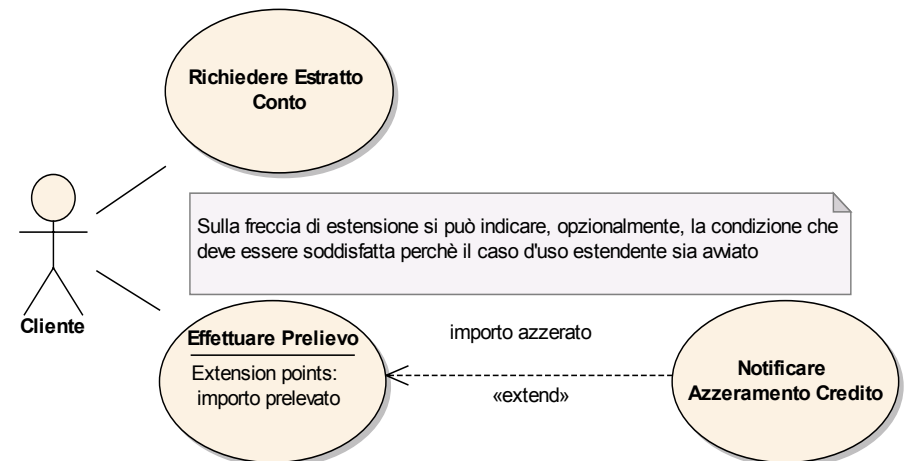 Richiedere Estratto
Conto
Sulla freccia di estensione si può indicare, opzionalmente, la condizione che
deve essere soddisfatta perchè il caso d'uso estendente sia avviato
Cliente
Effettuare Prelievo
Extension points:
importo prelevato
importo azzerato
«extend»
Notificare
Azzeramento Credito